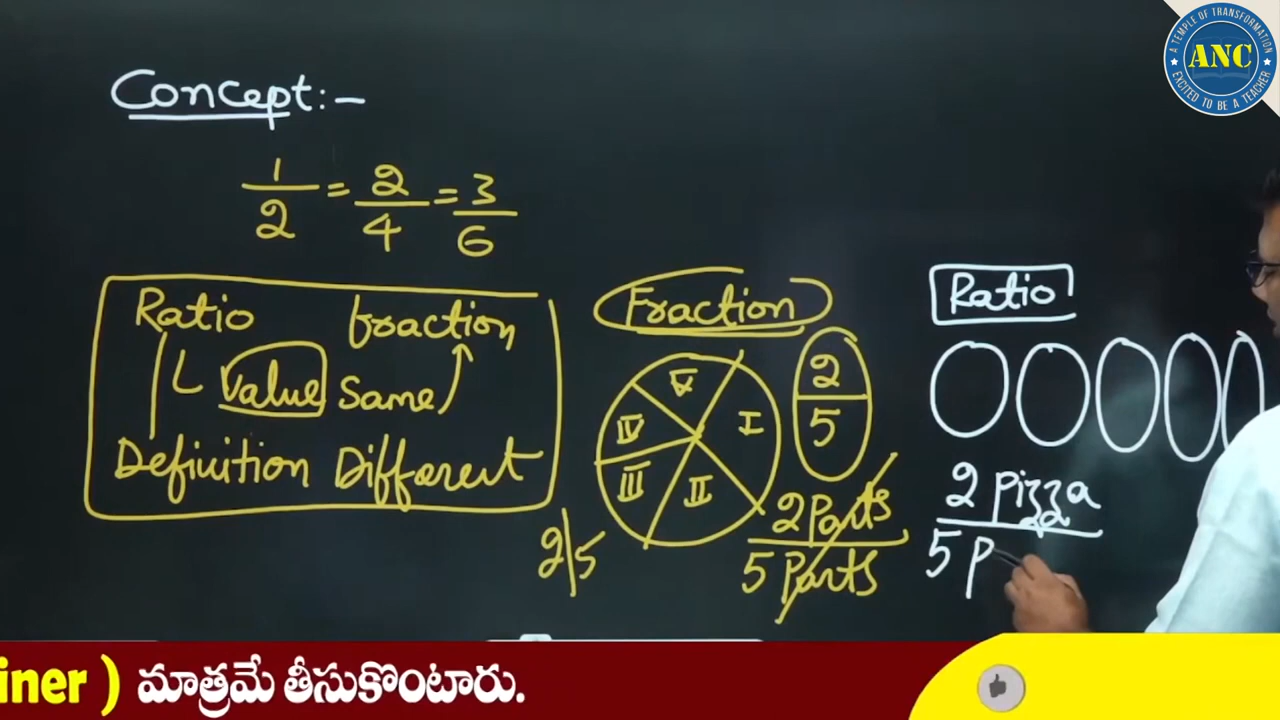 A TEMPLE OF TRANSFORMATION
ANC
EXCITED TO BE A TEACHER
Concept:-
1/2 = 2/4 = 3/6
Ratio fraction
Value Same
Definition Different
Fraction
I
II
III
IV
V
2/5
2|5
2 Parts
5 Parts
Ratio
2 Pizza
5 P
iner ) మాత్రమే తీసుకొంటారు.